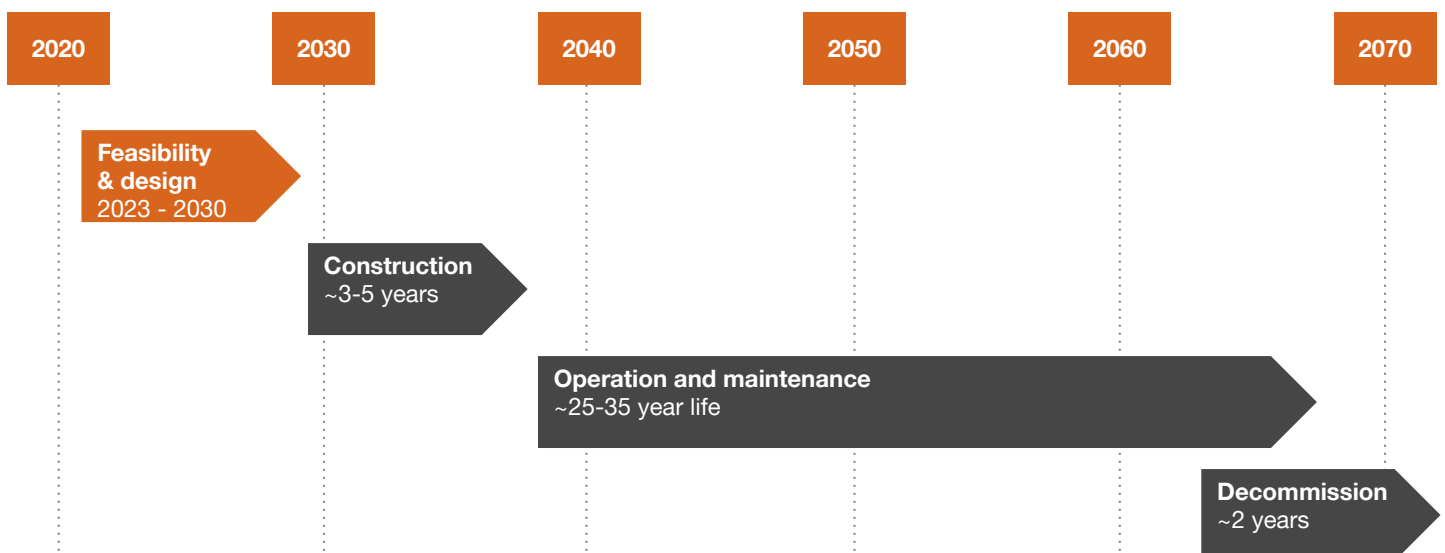 2020
2030
2040
2050
2060
2070
Feasibility
& design
2023 - 2030
Construction
~3-5 years
Operation and maintenance
~25-35 year life
Decommission
~2 years